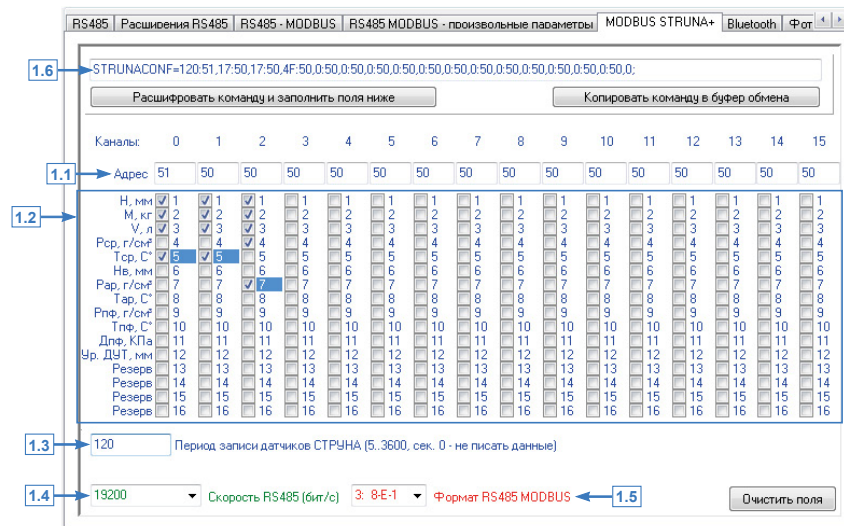 RS485 Расширения RS485 RS485 - MODBUS RS485 MODBUS - произвольные параметры MODBUS STRUNA+ Bluetooth Фот
1.6 STRUNACONF=120:51,17:50,17:50,4F:50,0:50,0:50,0:50,0:50,0:50,0:50,0:50,0:50,0:50,0:50,0:50,0:50,0;
Расшифровать команду и заполнить поля ниже Копировать команду в буфер обмена
Каналы: 0 1 2 3 4 5 6 7 8 9 10 11 12 13 14 15
1.1 Адрес 51 50 50 50 50 50 50 50 50 50 50 50 50 50 50 50
1.2
Н, мм 1 1 1 1 1 1 1 1 1 1 1 1 1 1 1 1
М, кг 2 2 2 2 2 2 2 2 2 2 2 2 2 2 2 2
V, л 3 3 3 3 3 3 3 3 3 3 3 3 3 3 3 3
Рср, г/см³ 4 4 4 4 4 4 4 4 4 4 4 4 4 4 4 4
Тср, С° 5 5 5 5 5 5 5 5 5 5 5 5 5 5 5 5
Нв, мм 6 6 6 6 6 6 6 6 6 6 6 6 6 6 6 6
Рар, г/см³ 7 7 7 7 7 7 7 7 7 7 7 7 7 7 7 7
Тар, С° 8 8 8 8 8 8 8 8 8 8 8 8 8 8 8 8
Рпф, г/см³ 9 9 9 9 9 9 9 9 9 9 9 9 9 9 9 9
Тпф, С° 10 10 10 10 10 10 10 10 10 10 10 10 10 10 10 10
Дпф, КПа 11 11 11 11 11 11 11 11 11 11 11 11 11 11 11 11
Ур. ДУТ, мм 12 12 12 12 12 12 12 12 12 12 12 12 12 12 12 12
Резерв 13 13 13 13 13 13 13 13 13 13 13 13 13 13 13 13
Резерв 14 14 14 14 14 14 14 14 14 14 14 14 14 14 14 14
Резерв 15 15 15 15 15 15 15 15 15 15 15 15 15 15 15 15
Резерв 16 16 16 16 16 16 16 16 16 16 16 16 16 16 16 16
1.3 120 Период записи датчиков СТРУНА (5..3600, сек. 0 - не писать данные)
1.4 19200 Скорость RS485 (бит/с) 3: 8-E-1 Формат RS485 MODBUS 1.5 Очистить поля